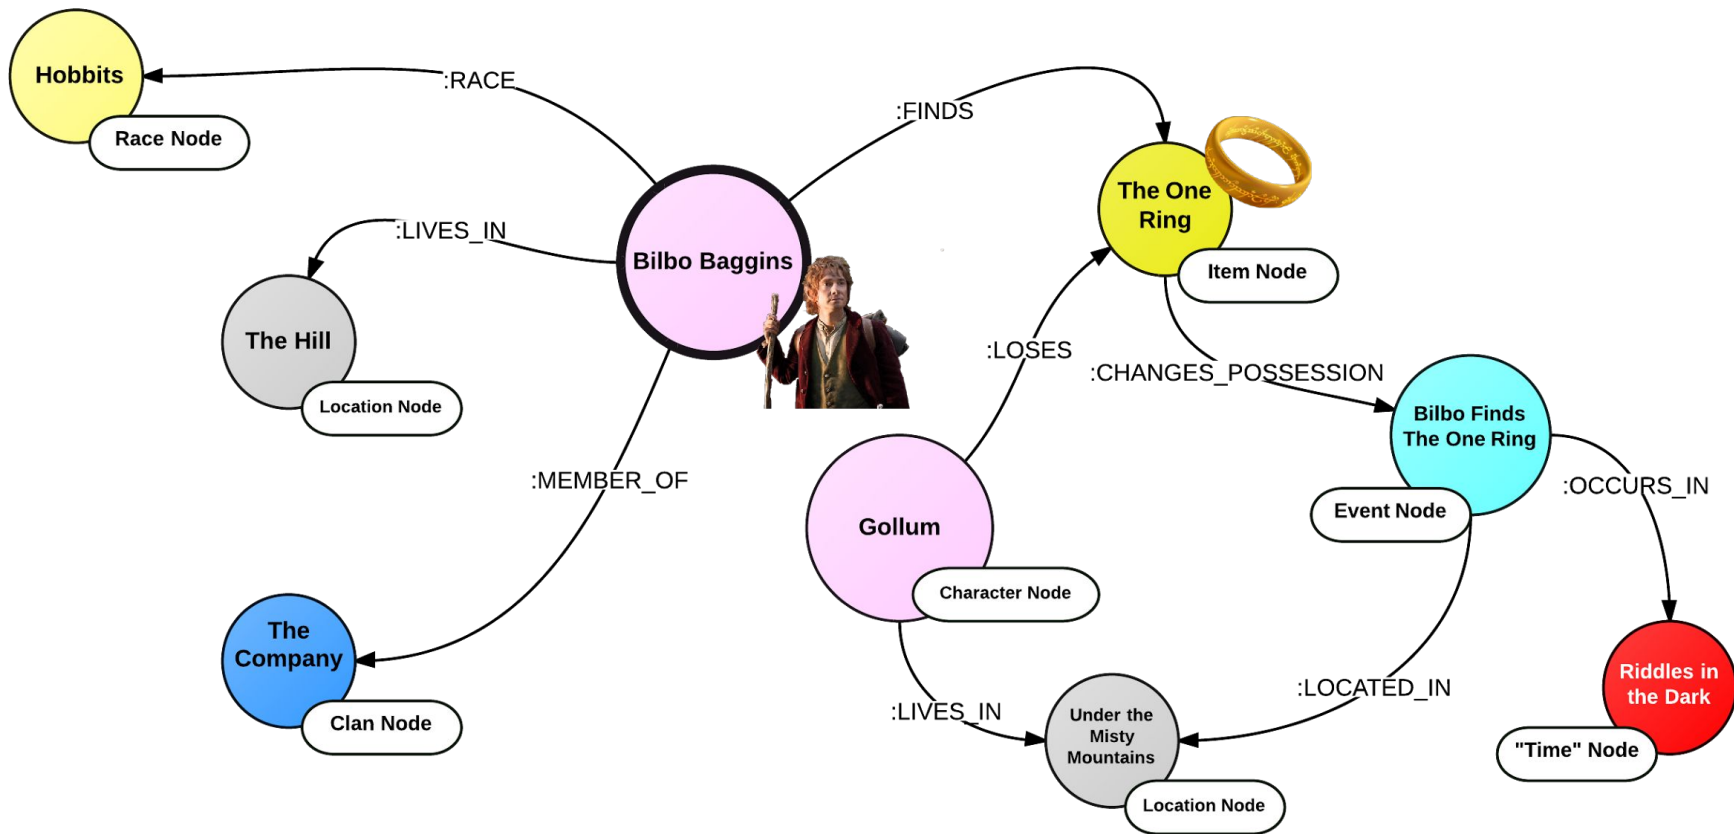 Hobbits
Race Node
:RACE
:FINDS
The One
Ring
Item Node
:LIVES_IN
Bilbo Baggins
The Hill
Location Node
:LOSES
:CHANGES_POSSESSION
Bilbo Finds
The One Ring
Event Node
:MEMBER_OF
:OCCURS_IN
Gollum
Character Node
The
Company
Clan Node
:LIVES_IN
:LOCATED_IN
Under the
Misty
Mountains
Location Node
Riddles in
the Dark
"Time" Node